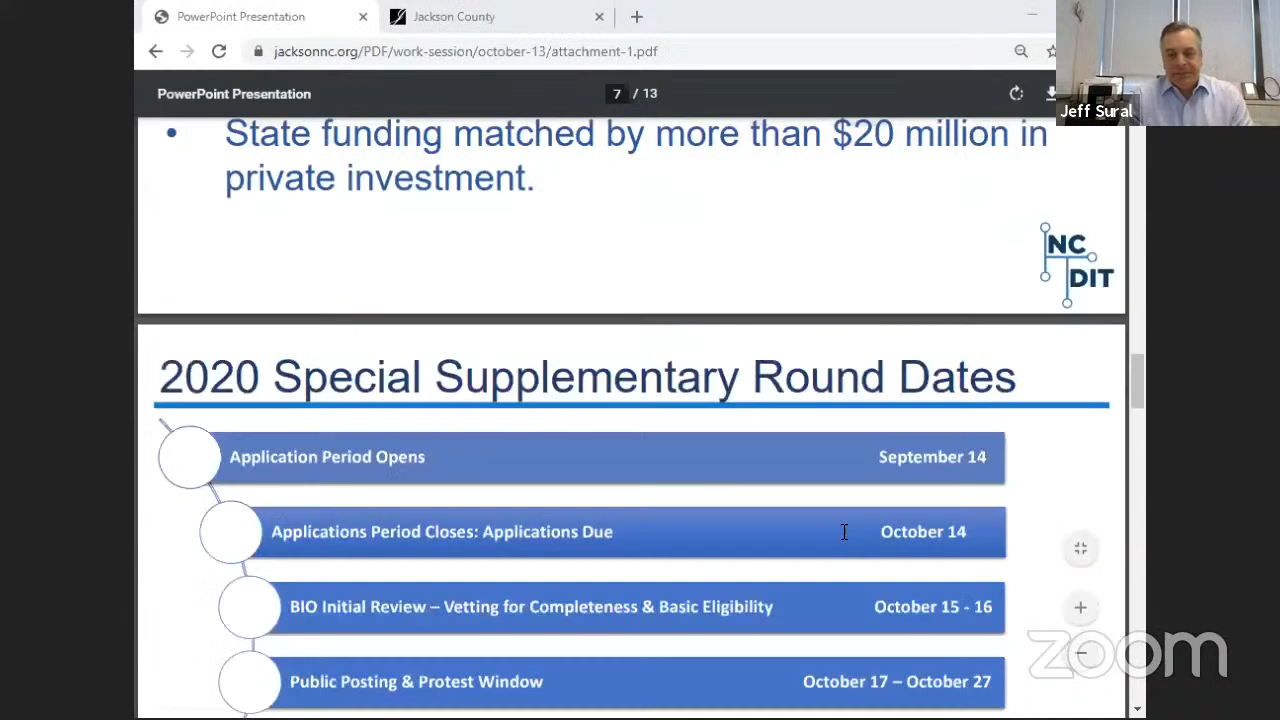 PowerPoint Presentation
Jackson County
jacksonnc.org/PDF/work-session/october-13/attachment-1.pdf
PowerPoint Presentation
7 / 13
Jeff Sural
• State funding matched by more than $20 million in
private investment.
NC
DIT
2020 Special Supplementary Round Dates
Application Period Opens September 14
Applications Period Closes: Applications Due October 14
BIO Initial Review – Vetting for Completeness & Basic Eligibility October 15 - 16
Public Posting & Protest Window October 17 – October 27
zoom